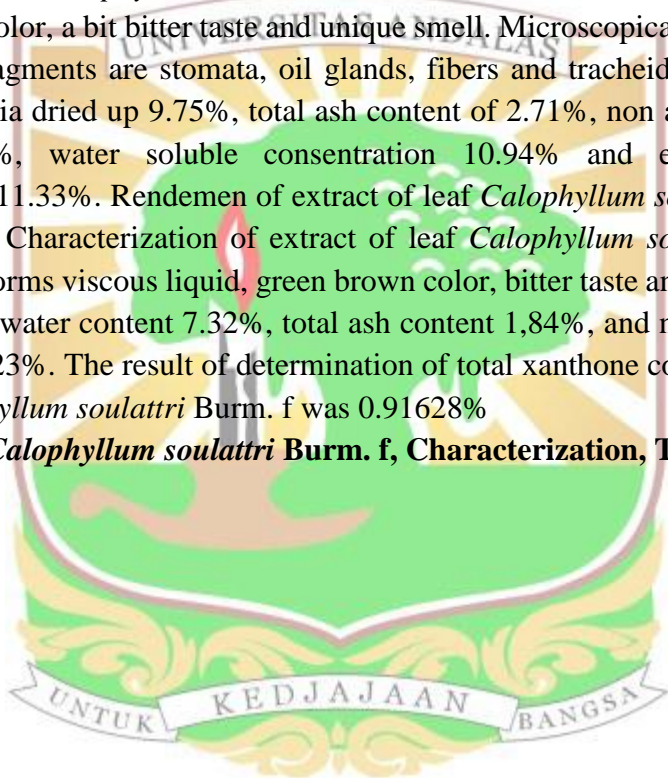 color, a bit bitter taste and unique smell. Microscopical
UNIVERSITAS ANDALAS
agments are stomata, oil glands, fibers and tracheid
ia dried up 9.75%, total ash content of 2.71%, non a
%, water soluble consentration 10.94% and e
11.33%. Rendemen of extract of leaf Calophyllum so
Characterization of extract of leaf Calophyllum so
orms viscous liquid, green brown color, bitter taste an
water content 7.32%, total ash content 1,84%, and n
23%. The result of determination of total xanthone co
hyllum soulattri Burm. f was 0.91628%
Calophyllum soulattri Burm. f, Characterization, T
UNTUK KEDJAJAAN BANGSA